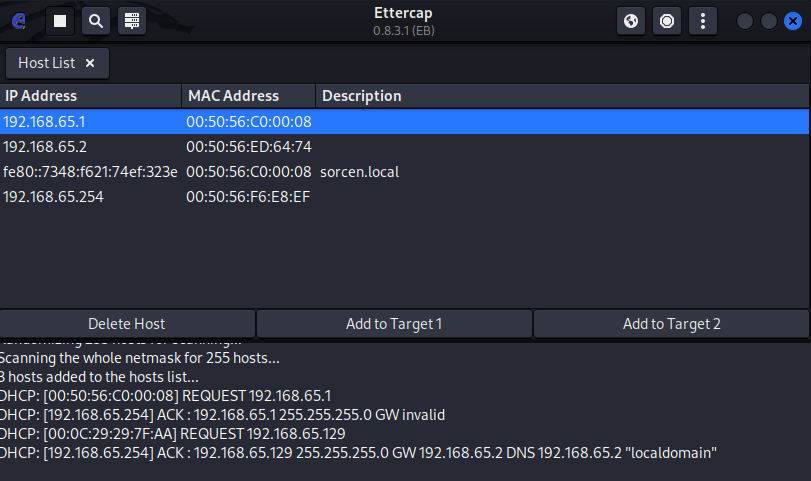 Ettercap
0.8.3.1 (EB)
Host List ×
IP Address MAC Address Description
192.168.65.1 00:50:56:C0:00:08
192.168.65.2 00:50:56:ED:64:74
fe80::7348:f621:74ef:323e 00:50:56:C0:00:08 sorcen.local
192.168.65.254 00:50:56:F6:E8:EF
Delete Host Add to Target 1 Add to Target 2
Randomizing 255 hosts for scanning...
Scanning the whole netmask for 255 hosts...
3 hosts added to the hosts list...
DHCP: [00:50:56:C0:00:08] REQUEST 192.168.65.1
DHCP: [192.168.65.254] ACK : 192.168.65.1 255.255.255.0 GW invalid
DHCP: [00:0C:29:29:7F:AA] REQUEST 192.168.65.129
DHCP: [192.168.65.254] ACK : 192.168.65.129 255.255.255.0 GW 192.168.65.2 DNS 192.168.65.2 "localdomain"